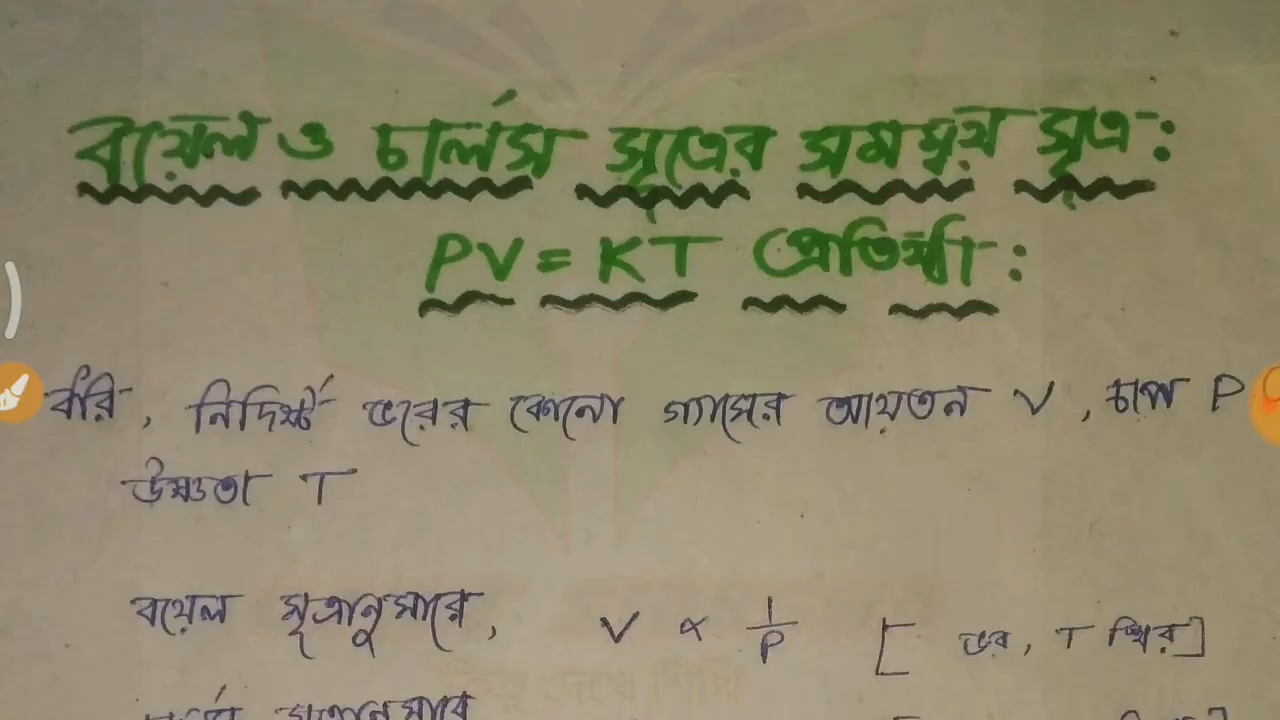 বয়েল ও চার্লস সূত্রের সমন্বয় সূত্র:
PV = KT প্রতিষ্ঠা:
ধরি, নির্দিষ্ট ভরের কোনো গ্যাসের আয়তন V, চাপ P
উষ্ণতা T
বয়েল সূত্রানুসারে, V ∝ 1/P [ ভর, T স্থির]